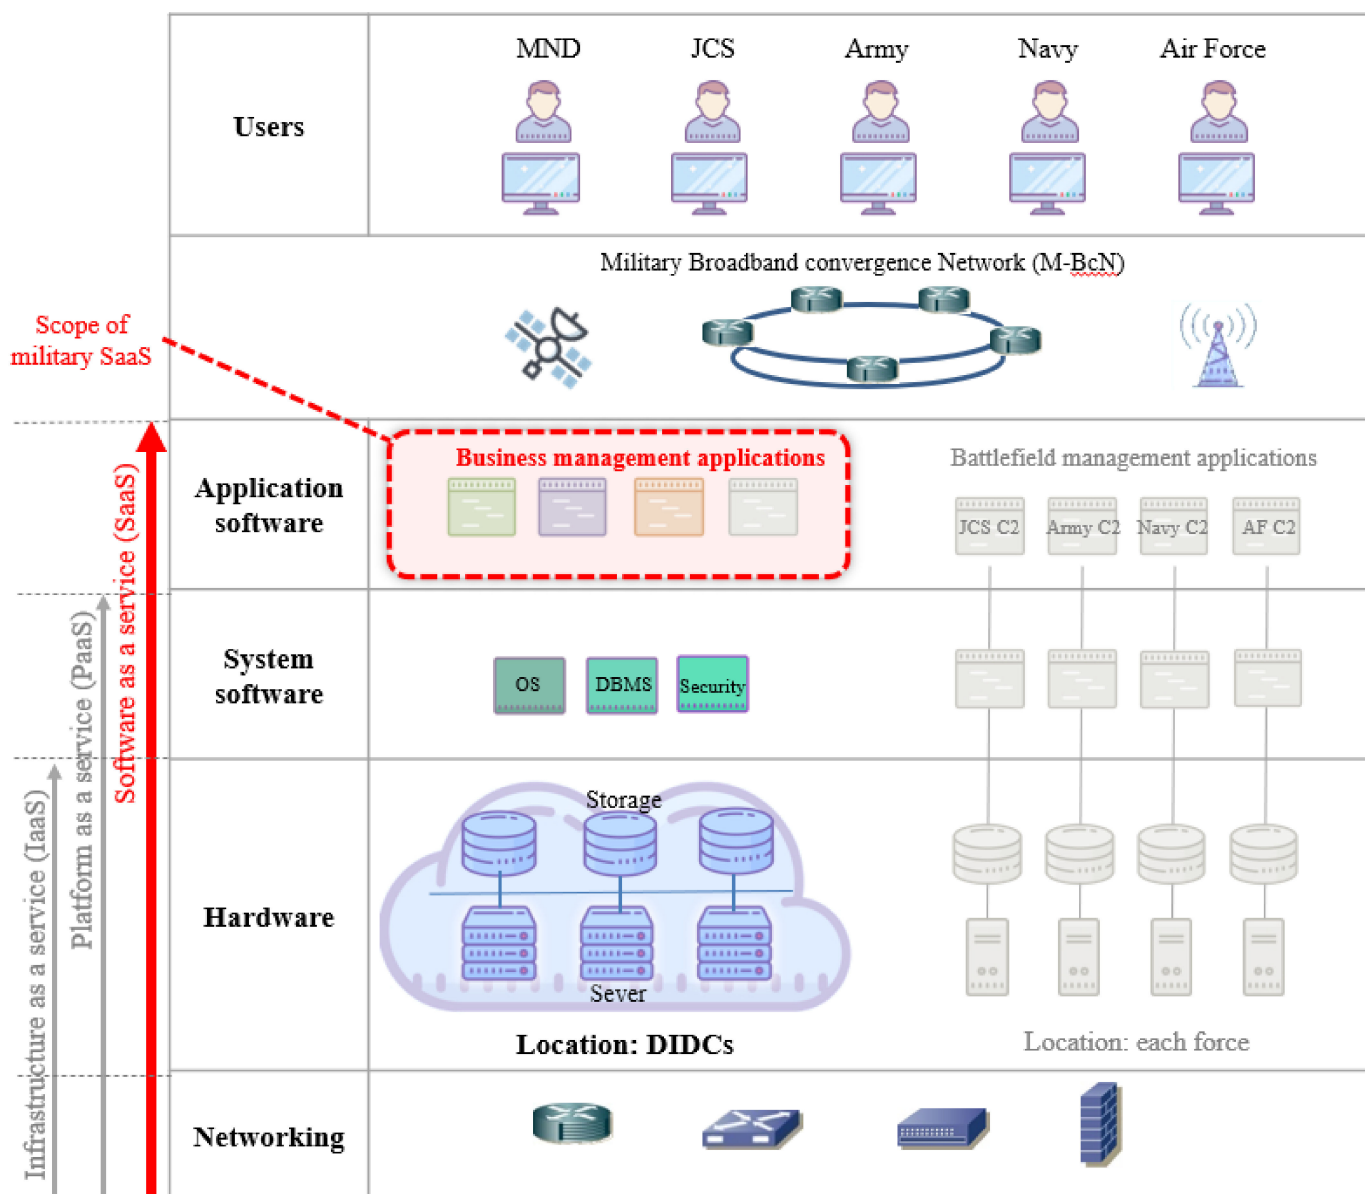 MND
JCS
Army
Navy
Air Force
Users
Military Broadband convergence Network (M-BcN)
Scope of
military SaaS
Business management applications
Battlefield management applications
Application
software
JCS C2
Army C2
Navy C2
AF C2
System
software
OS
DBMS
Security
Storage
Hardware
Sever
Location: DIDCs
Location: each force
Networking
Infrastructure as a service (IaaS)
Platform as a service (PaaS)
Software as a service (SaaS)